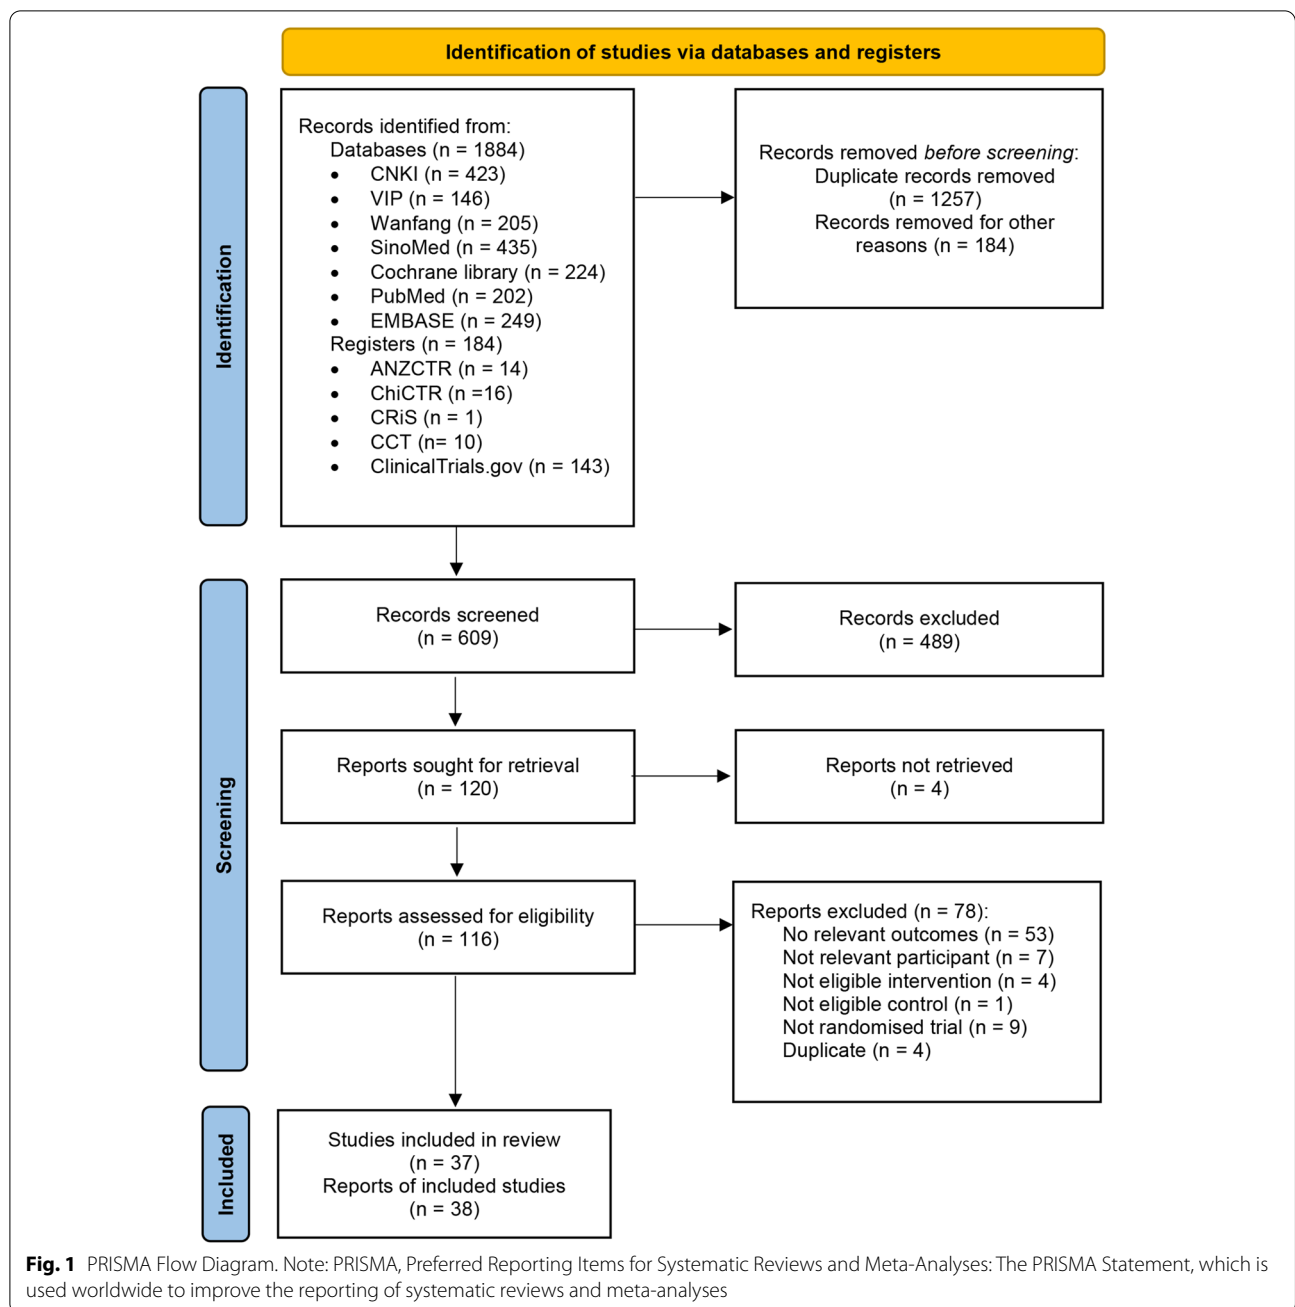 Identification of studies via databases and registers
Identification
Records identified from:
Databases (n = 1884)
• CNKI (n = 423)
• VIP (n = 146)
• Wanfang (n = 205)
• SinoMed (n = 435)
• Cochrane library (n = 224)
• PubMed (n = 202)
• EMBASE (n = 249)
Registers (n = 184)
• ANZCTR (n = 14)
• ChiCTR (n =16)
• CRiS (n = 1)
• CCT (n= 10)
• ClinicalTrials.gov (n = 143)
Records removed before screening:
Duplicate records removed
(n = 1257)
Records removed for other
reasons (n = 184)
Screening
Records screened
(n = 609)
Records excluded
(n = 489)
Reports sought for retrieval
(n = 120)
Reports not retrieved
(n = 4)
Reports assessed for eligibility
(n = 116)
Reports excluded (n = 78):
No relevant outcomes (n = 53)
Not relevant participant (n = 7)
Not eligible intervention (n = 4)
Not eligible control (n = 1)
Not randomised trial (n = 9)
Duplicate (n = 4)
Included
Studies included in review
(n = 37)
Reports of included studies
(n = 38)
Fig. 1 PRISMA Flow Diagram. Note: PRISMA, Preferred Reporting Items for Systematic Reviews and Meta-Analyses: The PRISMA Statement, which is
used worldwide to improve the reporting of systematic reviews and meta-analyses